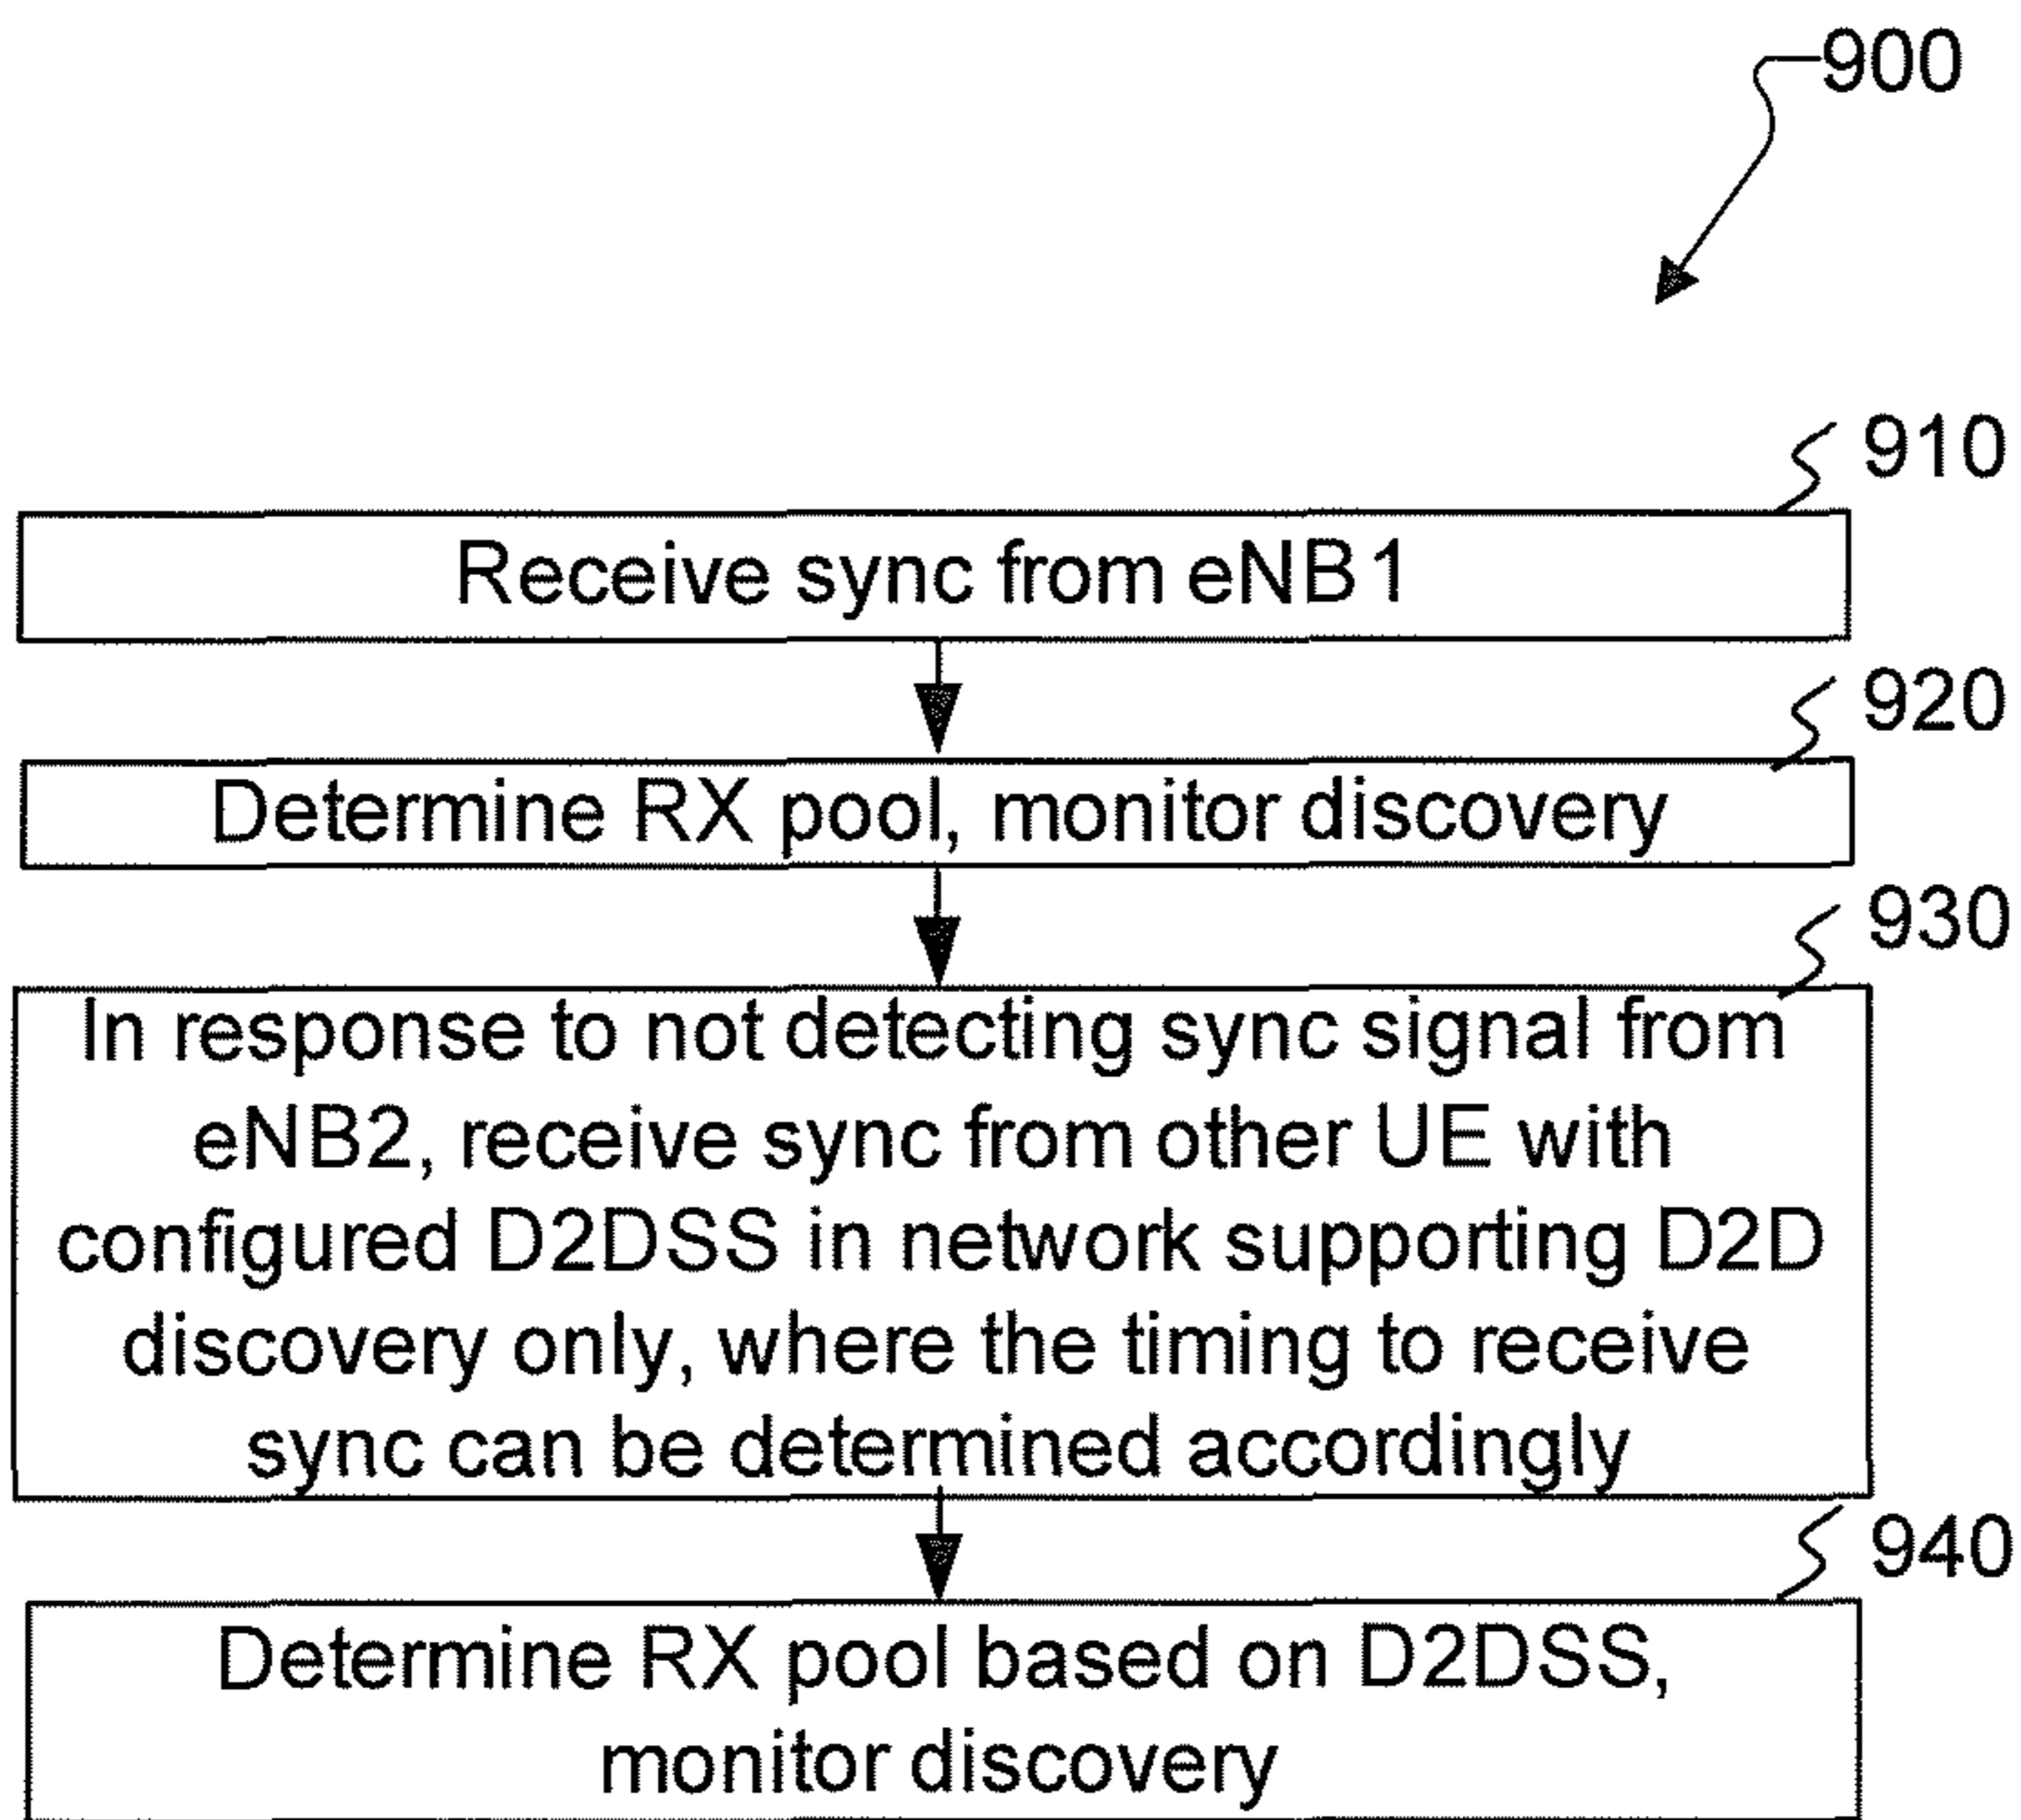 900
910
Receive sync from eNB1
920
Determine RX pool, monitor discovery
930
In response to not detecting sync signal from
eNB2, receive sync from other UE with
configured D2DSS in network supporting D2D
discovery only, where the timing to receive
sync can be determined accordingly
940
Determine RX pool based on D2DSS,
monitor discovery